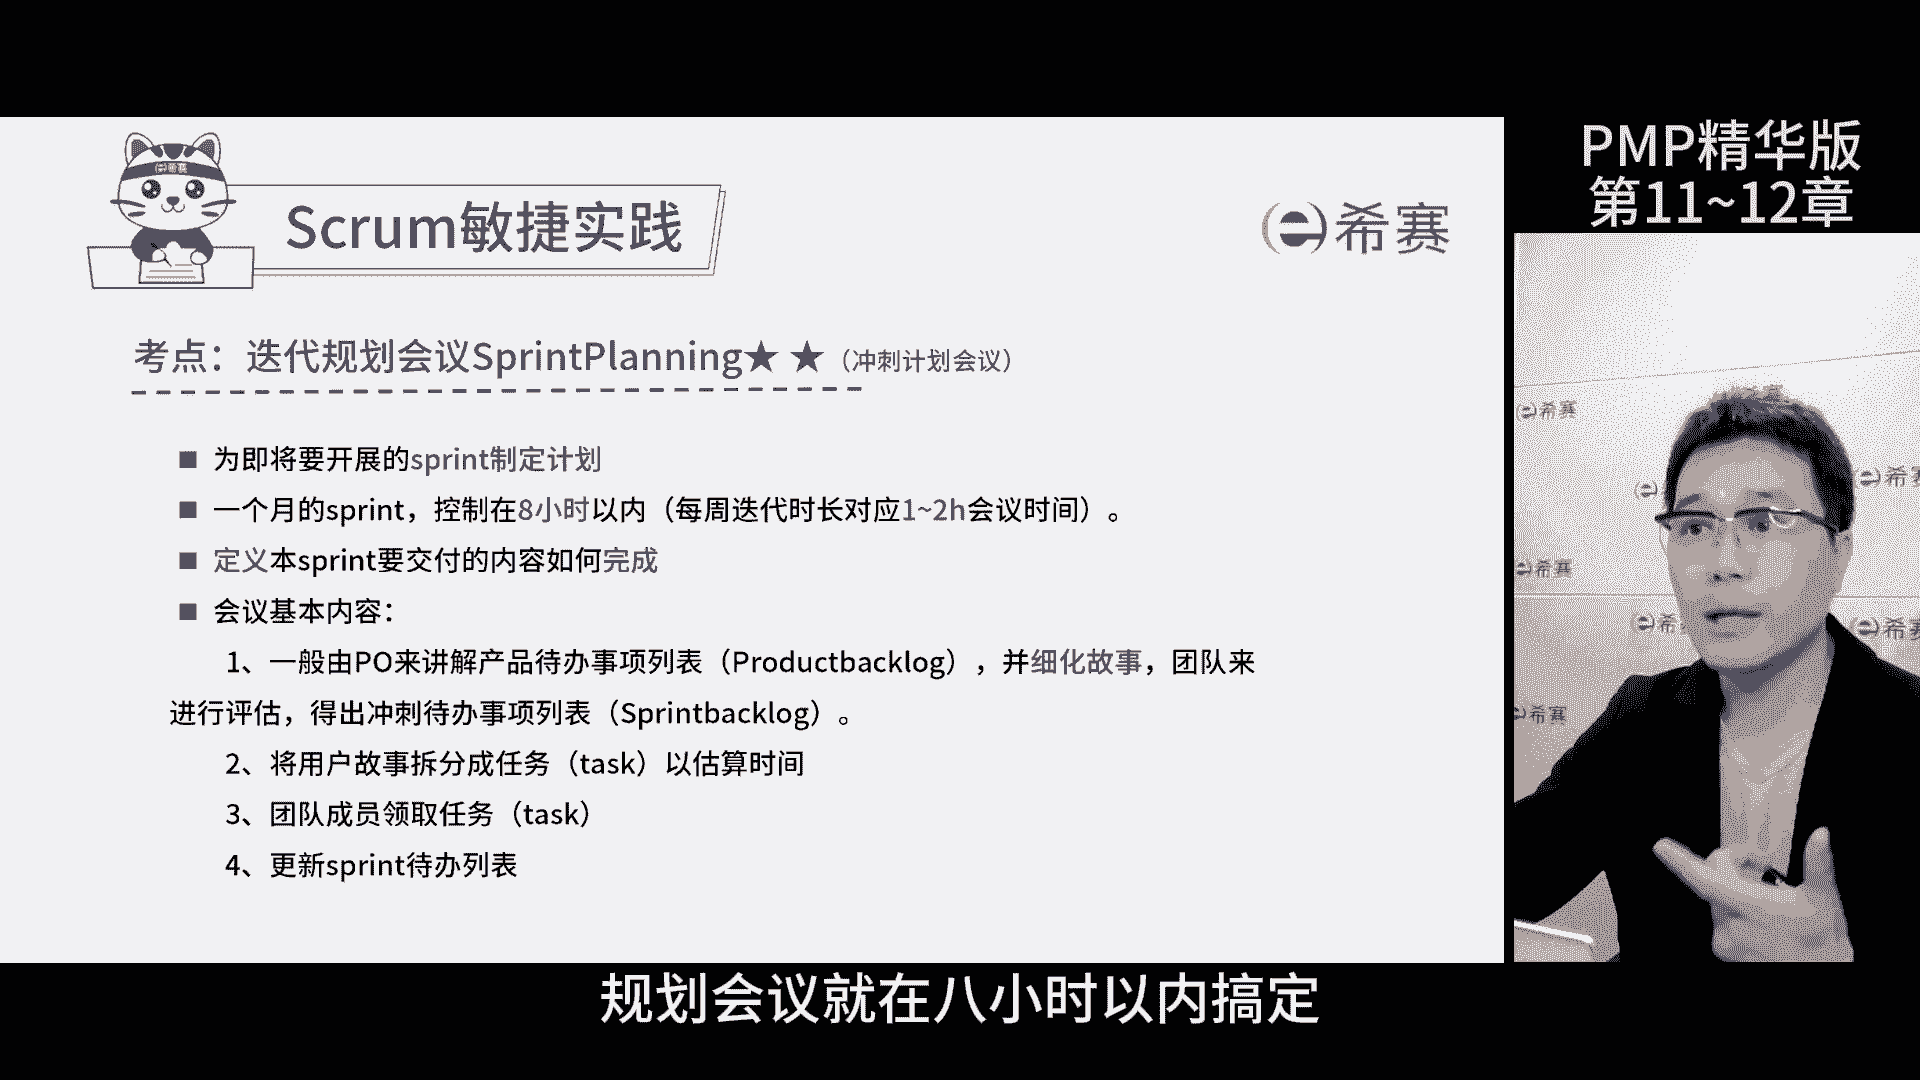 PMP精华版
第11~12章
希赛
Scrum敏捷实践
希赛
考点：迭代规划会议SprintPlanning★ ★（冲刺计划会议）
■ 为即将要开展的sprint制定计划
■ 一个月的sprint，控制在8小时以内（每周迭代时长对应1~2h会议时间）。
■ 定义本sprint要交付的内容如何完成
■ 会议基本内容：
1、一般由PO来讲解产品待办事项列表（Productbacklog），并细化故事，团队来
进行评估，得出冲刺待办事项列表（Sprintbacklog）。
2、将用户故事拆分成任务（task）以估算时间
3、团队成员领取任务（task）
4、更新sprint待办列表
希赛
希赛
希赛
希
希赛
希赛
规划会议就在八小时以内搞定